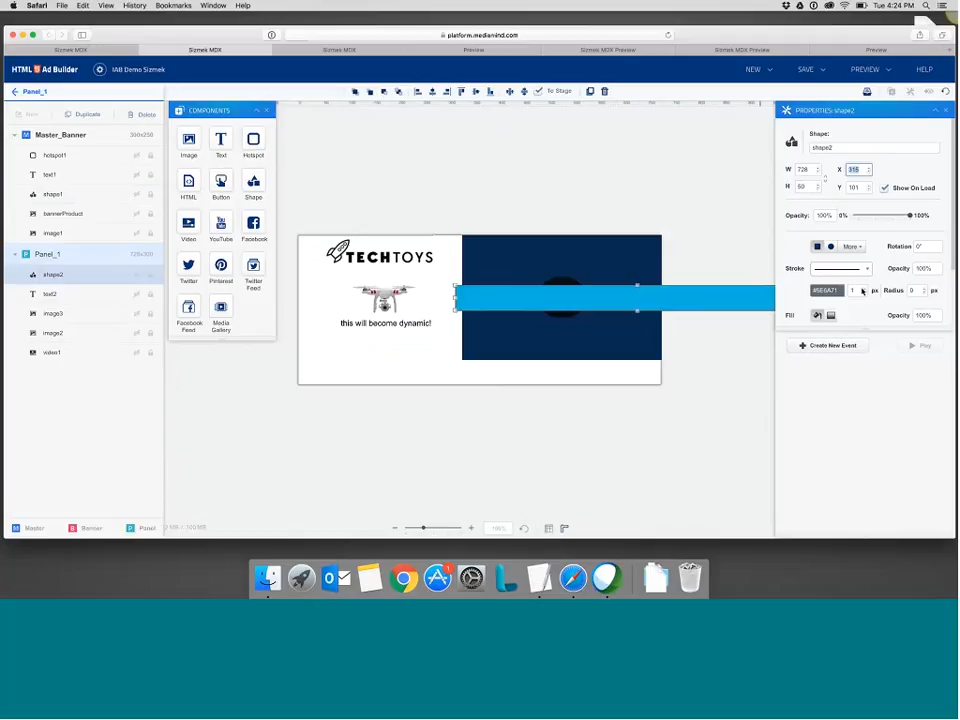 Safari File Edit View History Bookmarks Window Help
Tue 4:24 PM
platform.mediamind.com
Sizmek MDX
Sizmek MDX
Sizmek MDX
Preview
Sizmek MDX Preview
Sizmek MDX Preview
Preview
HTML5 Ad Builder IAB Demo Sizmek
NEW SAVE PREVIEW HELP
Panel_1
To Stage
COMPONENTS
PROPERTIES: shape2
New Duplicate Delete
Master_Banner 300x250
hotspot1
text1
shape1
bannerProduct
image1
Panel_1
shape2
text2
image3
image2
video1
Image Text Hotspot
HTML Button Shape
Video YouTube Facebook
Twitter Pinterest Twitter Feed
Facebook Feed Media Gallery
TECHTOYS
this will become dynamic!
Shape:
shape2
W 728 X 315
H 50 Y 101 Show On Load
Opacity: 100% 0% 100%
More Rotation 0°
Stroke Opacity 100%
#5E6A71 1 px Radius 0 px
Fill Opacity 100%
Create New Event Play
Master Banner Panel
100%
1